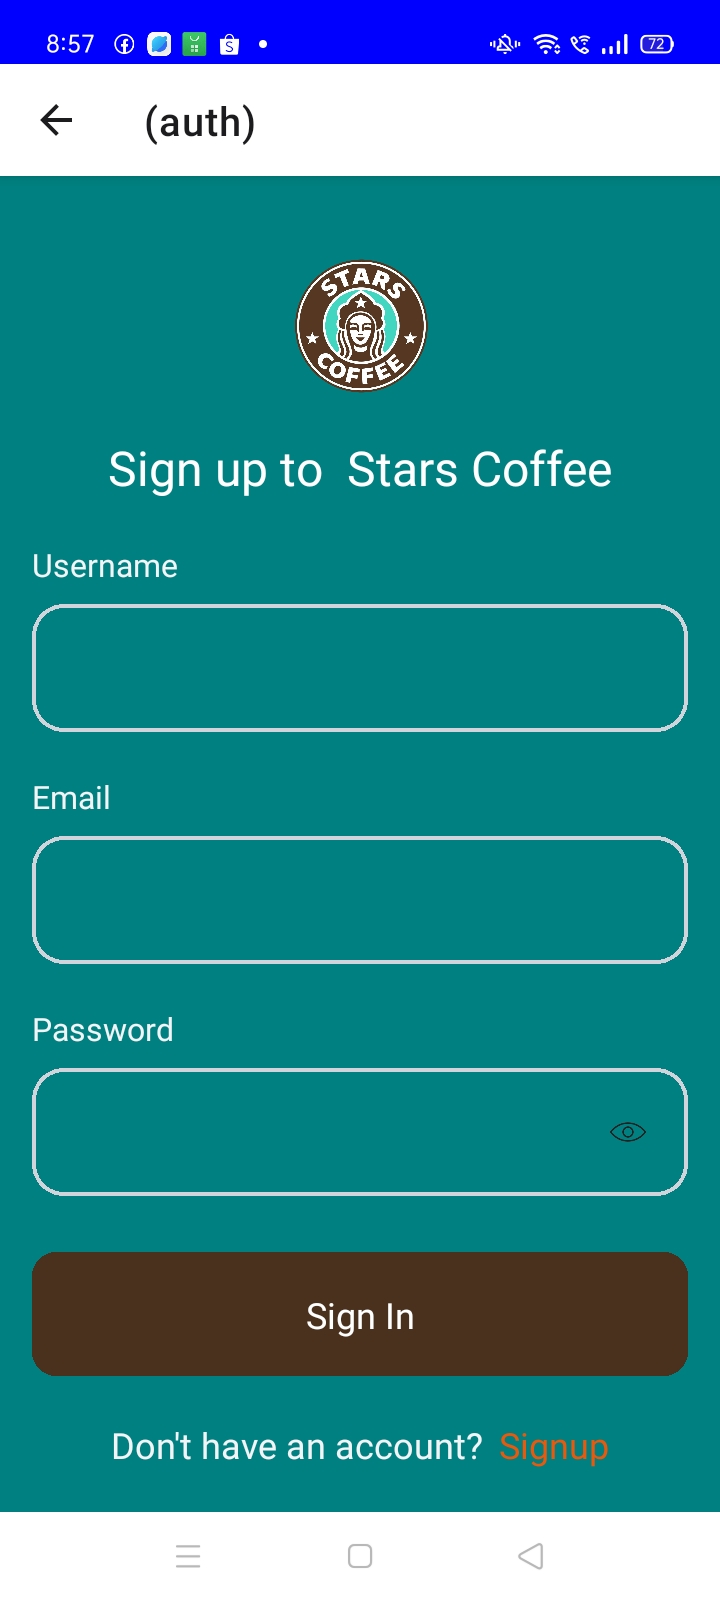 8:57
72
(auth)
STARS
COFFEE
Sign up to  Stars Coffee
Username
Email
Password
Sign In
Don't have an account?  Signup